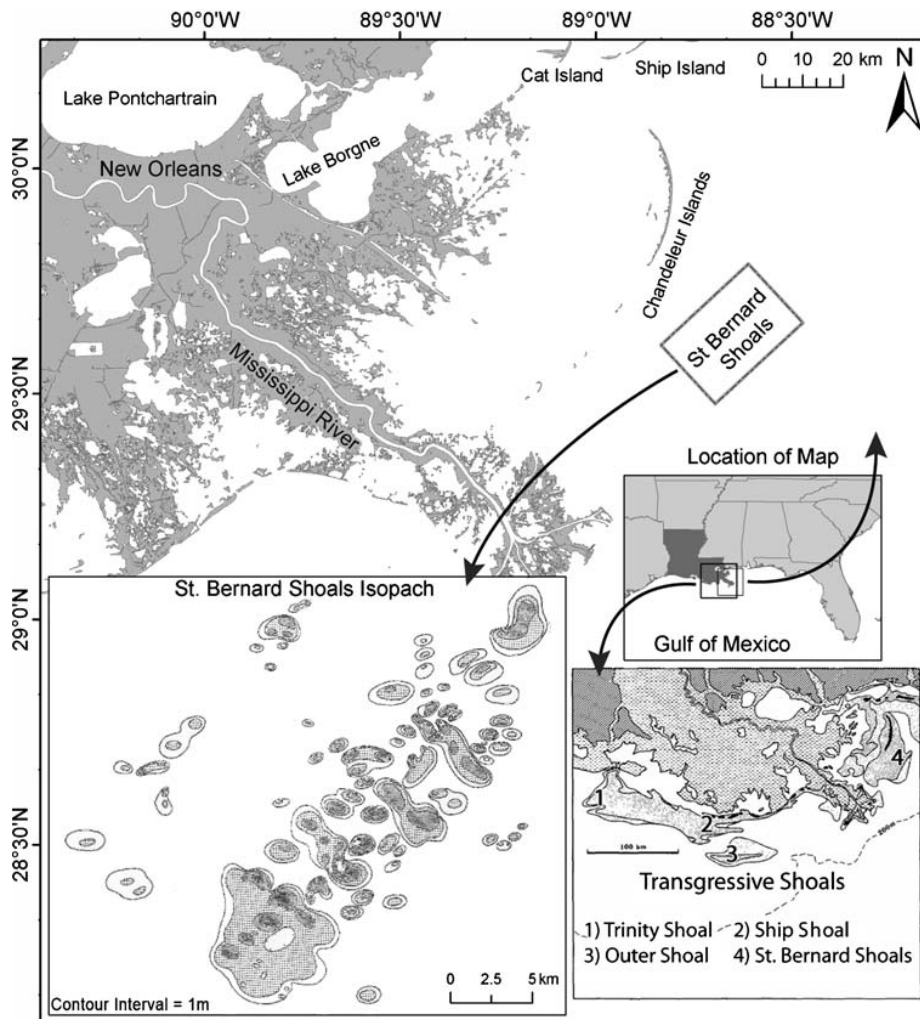 90°0'W 89°30'W 89°0'W 88°30'W
Cat Island
Ship Island
0 10 20 km
N
Lake Pontchartrain
New Orleans
Lake Borgne
Chandeleur Islands
30°0'N
St Bernard
Shoals
Mississippi River
29°30'N
Location of Map
Gulf of Mexico
St. Bernard Shoals Isopach
29°0'N
28°30'N
0 2.5 5 km
Contour Interval = 1m
1
2
3
4
100 km
200m
Transgressive Shoals
1) Trinity Shoal 2) Ship Shoal
3) Outer Shoal 4) St. Bernard Shoals